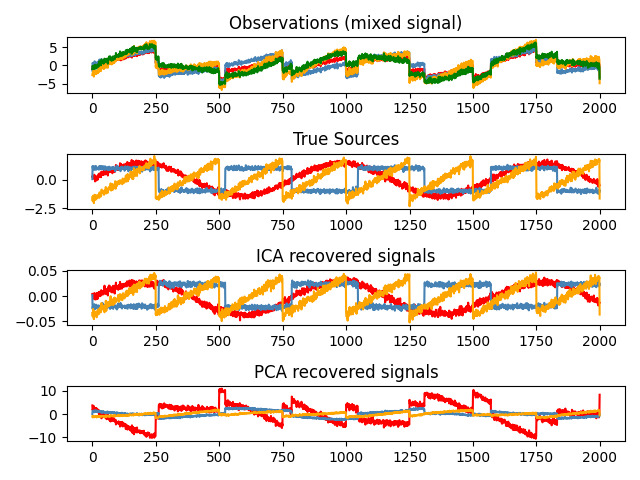 Observations (mixed signal)
5
0
−5
0 250 500 750 1000 1250 1500 1750 2000
True Sources
0.0
−2.5
0 250 500 750 1000 1250 1500 1750 2000
ICA recovered signals
0.05
0.00
−0.05
0 250 500 750 1000 1250 1500 1750 2000
PCA recovered signals
10
0
−10
0 250 500 750 1000 1250 1500 1750 2000